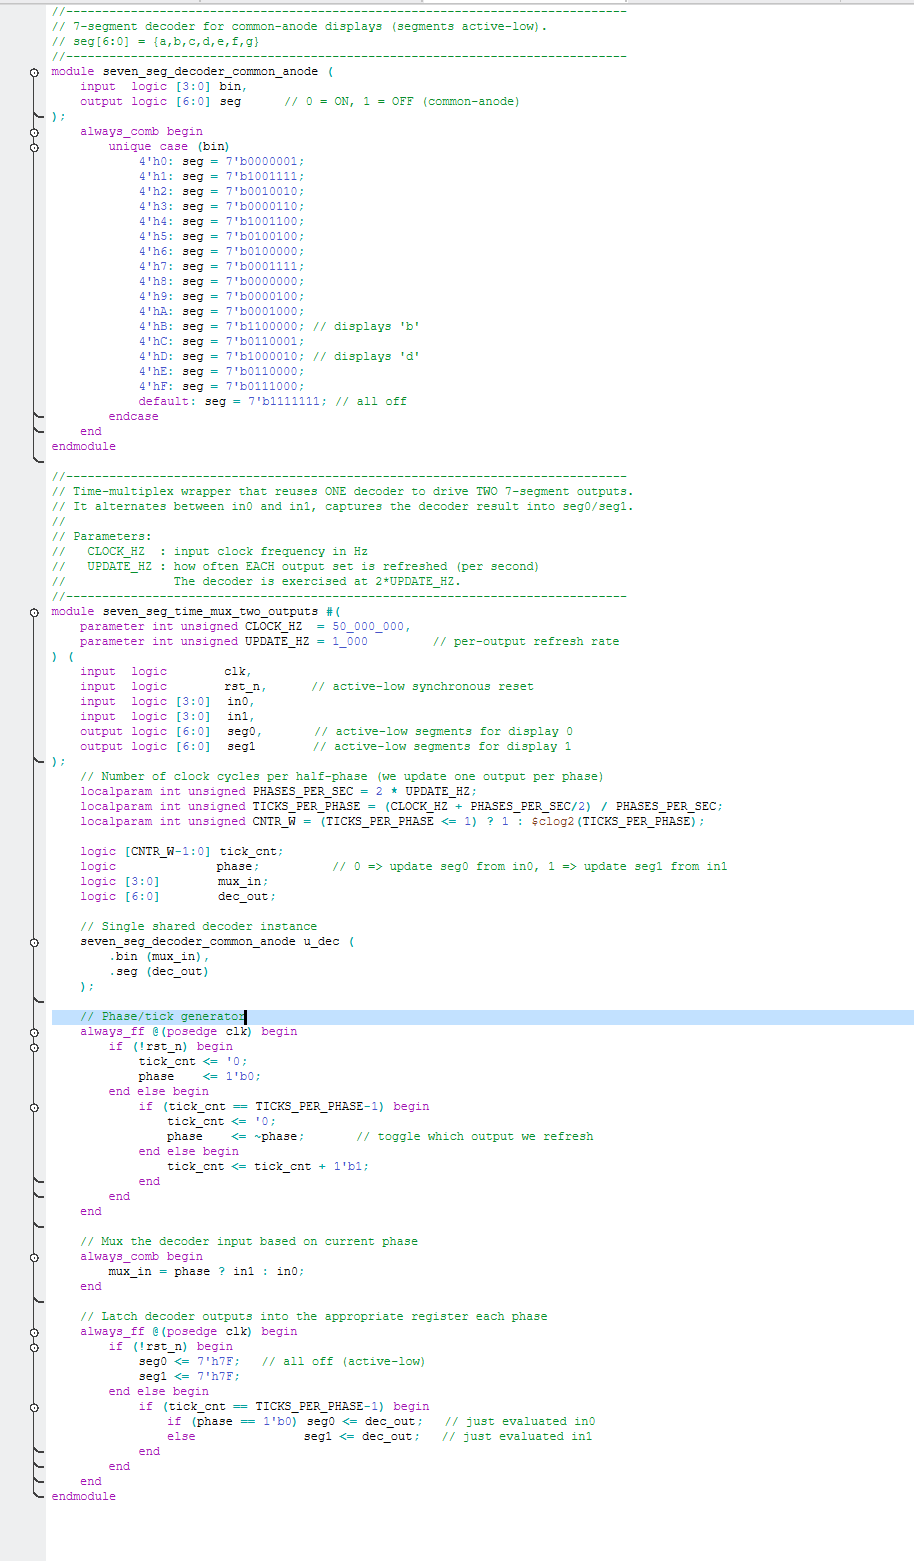 //------------------------------------------------------------------------------
// 7-segment decoder for common-anode displays (segments active-low).
// seg[6:0] = {a,b,c,d,e,f,g}
//------------------------------------------------------------------------------
module seven_seg_decoder_common_anode (
    input  logic [3:0] bin,
    output logic [6:0] seg      // 0 = ON, 1 = OFF (common-anode)
);
    always_comb begin
        unique case (bin)
            4'h0: seg = 7'b0000001;
            4'h1: seg = 7'b1001111;
            4'h2: seg = 7'b0010010;
            4'h3: seg = 7'b0000110;
            4'h4: seg = 7'b1001100;
            4'h5: seg = 7'b0100100;
            4'h6: seg = 7'b0100000;
            4'h7: seg = 7'b0001111;
            4'h8: seg = 7'b0000000;
            4'h9: seg = 7'b0000100;
            4'hA: seg = 7'b0001000;
            4'hB: seg = 7'b1100000; // displays 'b'
            4'hC: seg = 7'b0110001;
            4'hD: seg = 7'b1000010; // displays 'd'
            4'hE: seg = 7'b0110000;
            4'hF: seg = 7'b0111000;
            default: seg = 7'b1111111; // all off
        endcase
    end
endmodule
//------------------------------------------------------------------------------
// Time-multiplex wrapper that reuses ONE decoder to drive TWO 7-segment outputs.
// It alternates between in0 and in1, captures the decoder result into seg0/seg1.
//
// Parameters:
//   CLOCK_HZ  : input clock frequency in Hz
//   UPDATE_HZ : how often EACH output set is refreshed (per second)
//               The decoder is exercised at 2*UPDATE_HZ.
//------------------------------------------------------------------------------
module seven_seg_time_mux_two_outputs #(
    parameter int unsigned CLOCK_HZ  = 50_000_000,
    parameter int unsigned UPDATE_HZ = 1_000         // per-output refresh rate
) (
    input  logic        clk,
    input  logic        rst_n,      // active-low synchronous reset
    input  logic [3:0]  in0,
    input  logic [3:0]  in1,
    output logic [6:0]  seg0,       // active-low segments for display 0
    output logic [6:0]  seg1        // active-low segments for display 1
);
    // Number of clock cycles per half-phase (we update one output per phase)
    localparam int unsigned PHASES_PER_SEC = 2 * UPDATE_HZ;
    localparam int unsigned TICKS_PER_PHASE = (CLOCK_HZ + PHASES_PER_SEC/2) / PHASES_PER_SEC;
    localparam int unsigned CNTR_W = (TICKS_PER_PHASE <= 1) ? 1 : $clog2(TICKS_PER_PHASE);
    logic [CNTR_W-1:0] tick_cnt;
    logic              phase;          // 0 => update seg0 from in0, 1 => update seg1 from in1
    logic [3:0]        mux_in;
    logic [6:0]        dec_out;
    // Single shared decoder instance
    seven_seg_decoder_common_anode u_dec (
        .bin (mux_in),
        .seg (dec_out)
    );
    // Phase/tick generator
    always_ff @(posedge clk) begin
        if (!rst_n) begin
            tick_cnt <= '0;
            phase    <= 1'b0;
        end else begin
            if (tick_cnt == TICKS_PER_PHASE-1) begin
                tick_cnt <= '0;
                phase    <= ~phase;       // toggle which output we refresh
            end else begin
                tick_cnt <= tick_cnt + 1'b1;
            end
        end
    end
    // Mux the decoder input based on current phase
    always_comb begin
        mux_in = phase ? in1 : in0;
    end
    // Latch decoder outputs into the appropriate register each phase
    always_ff @(posedge clk) begin
        if (!rst_n) begin
            seg0 <= 7'h7F;   // all off (active-low)
            seg1 <= 7'h7F;
        end else begin
            if (tick_cnt == TICKS_PER_PHASE-1) begin
                if (phase == 1'b0) seg0 <= dec_out;   // just evaluated in0
                else               seg1 <= dec_out;   // just evaluated in1
            end
        end
    end
endmodule